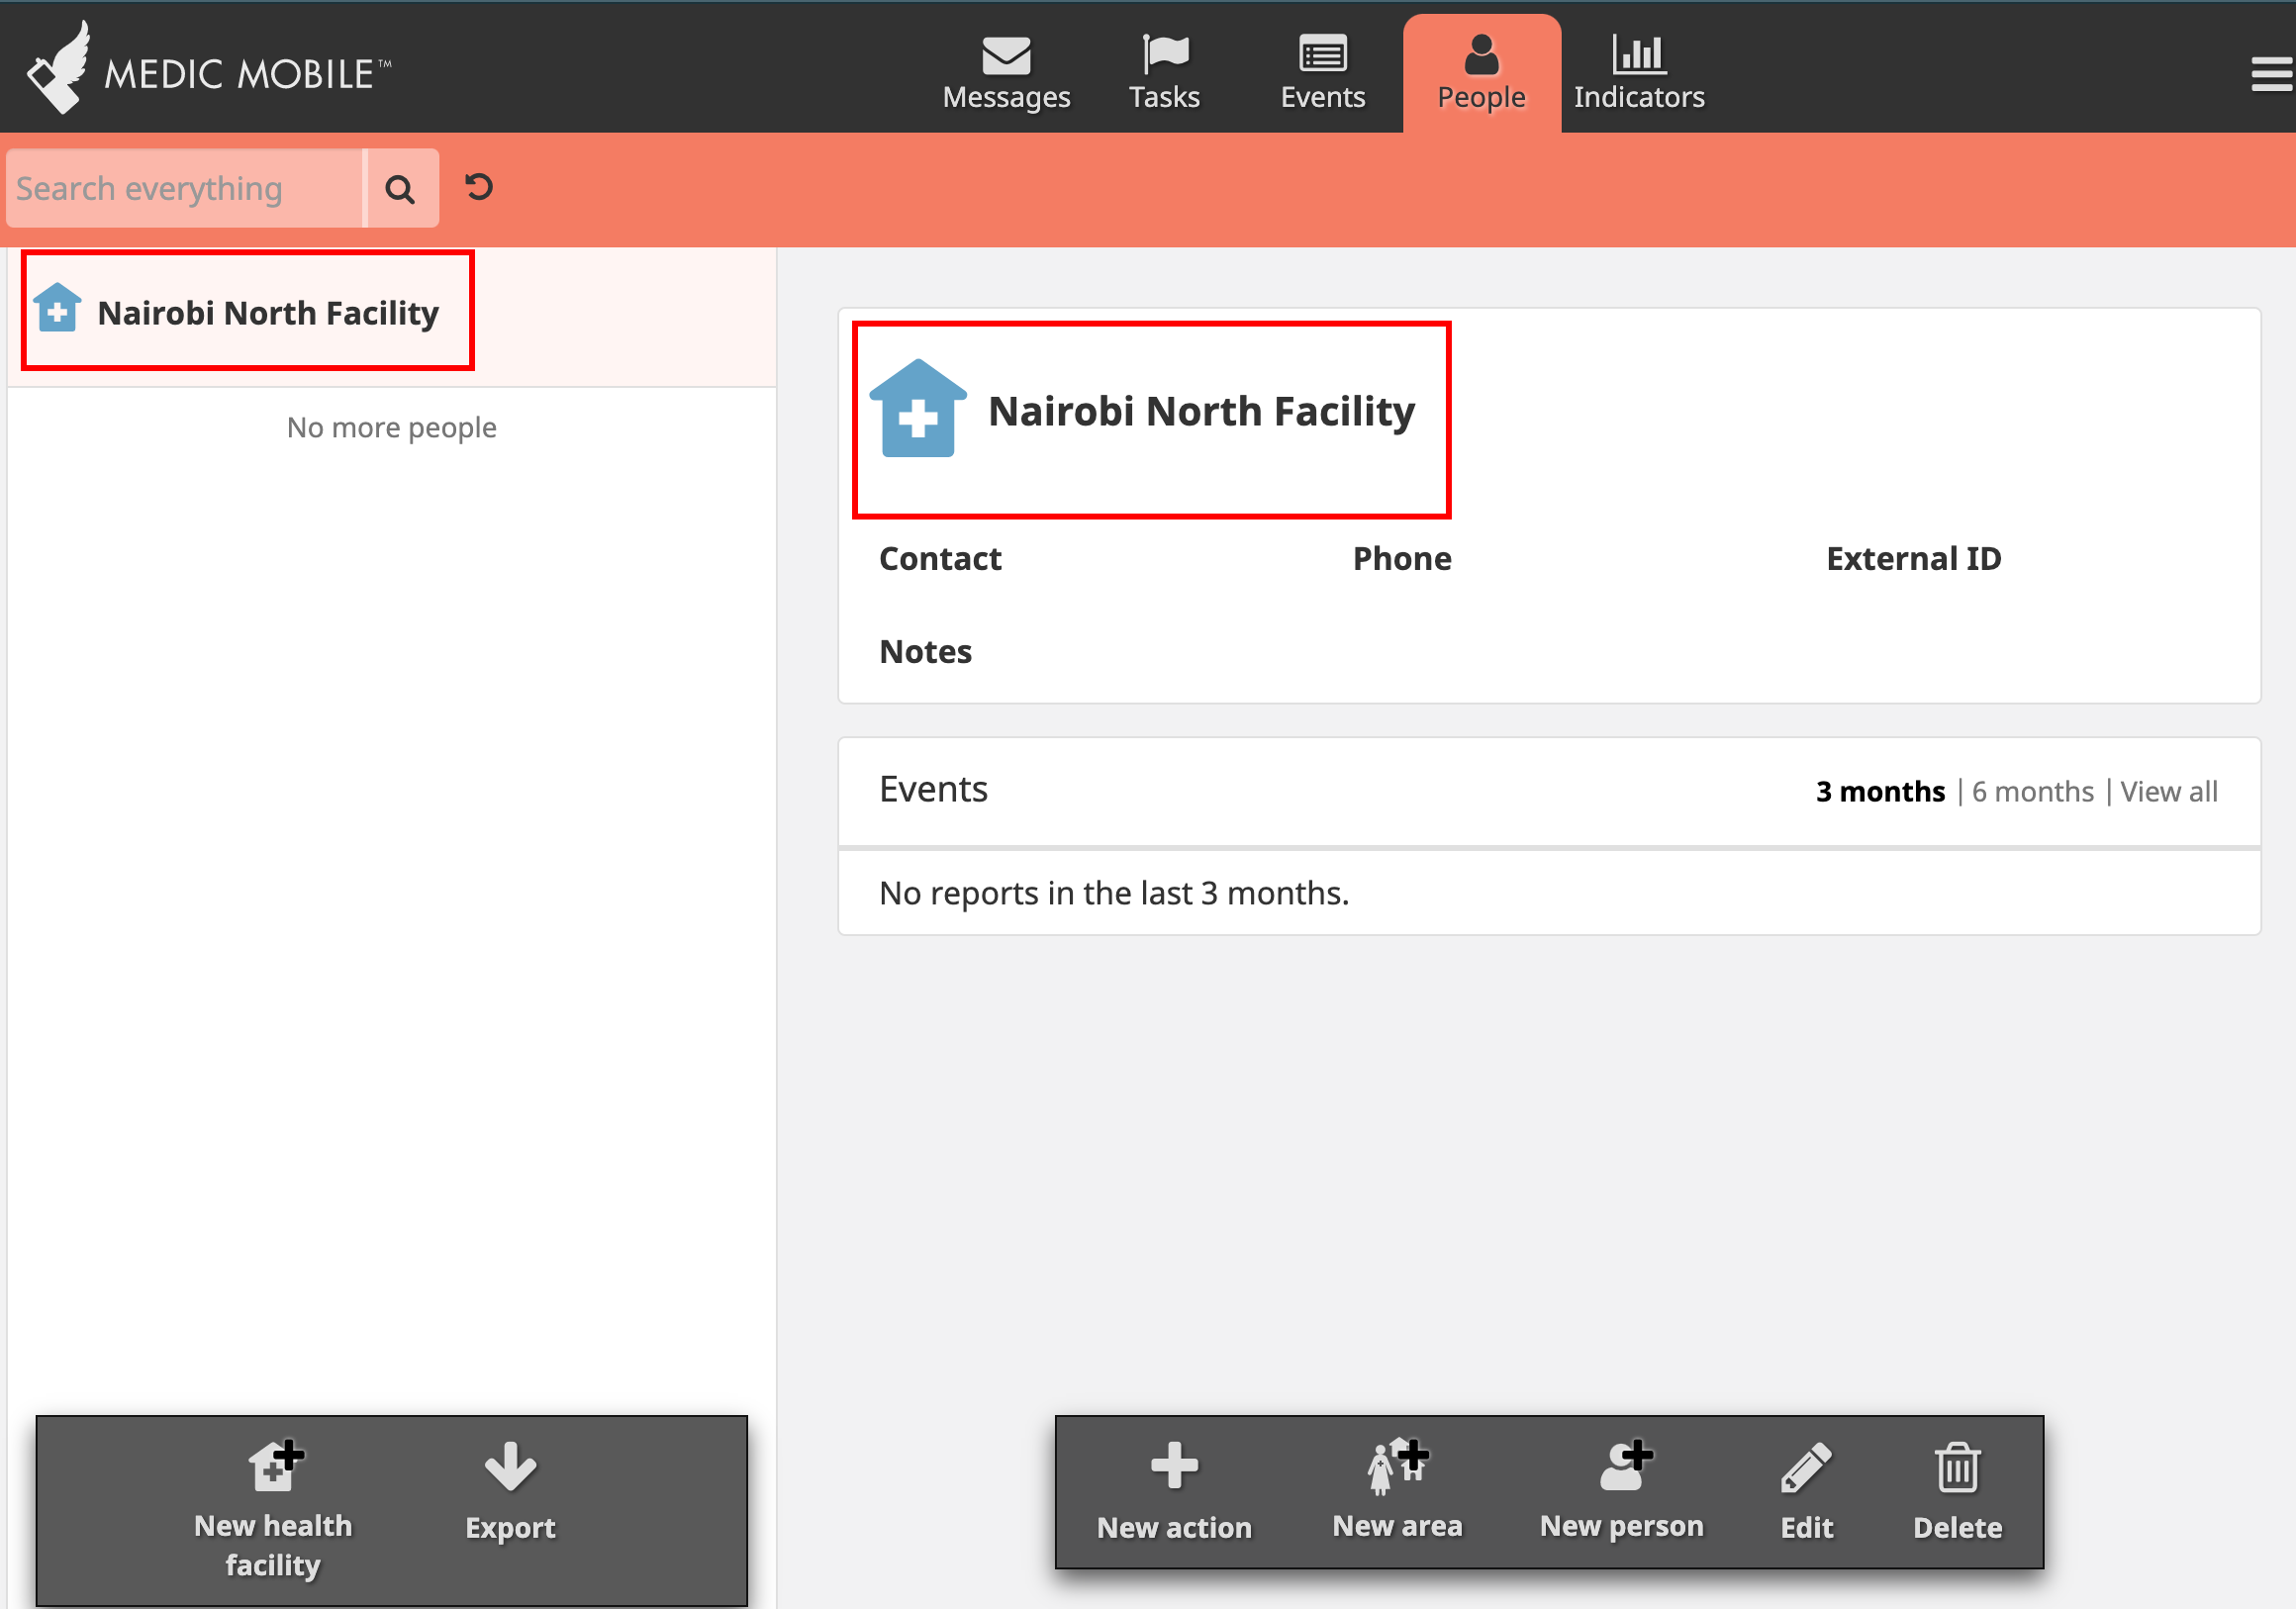 MEDIC MOBILE™
Messages
Tasks
Events
People
Indicators
Search everything
Nairobi North Facility
No more people
Nairobi North Facility
Contact
Phone
External ID
Notes
Events
3 months | 6 months | View all
No reports in the last 3 months.
New health
facility
Export
New action
New area
New person
Edit
Delete